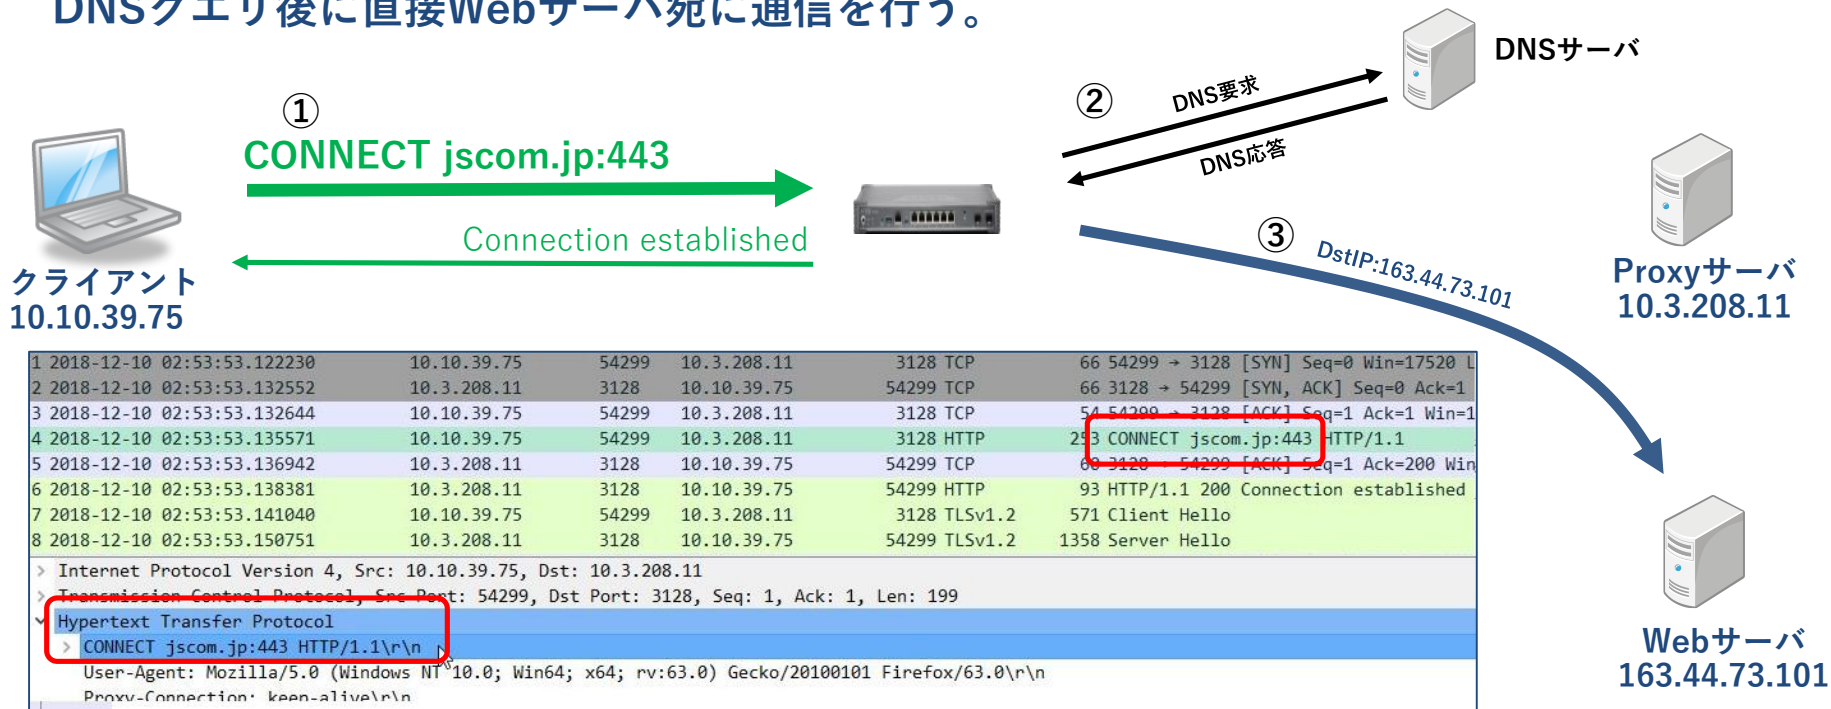 DNSクエリ後に直接Webサーバ宛に通信を行う。
DNSサーバ
①
②
DNS要求
CONNECT jscom.jp:443
DNS応答
Connection established
③
DstIP:163.44.73.101
クライアント
10.10.39.75
Proxyサーバ
10.3.208.11
1 2018-12-10 02:53:53.122230 10.10.39.75 54299 10.3.208.11 3128 TCP 66 54299 → 3128 [SYN] Seq=0 Win=17520 L
2 2018-12-10 02:53:53.132552 10.3.208.11 3128 10.10.39.75 54299 TCP 66 3128 → 54299 [SYN, ACK] Seq=0 Ack=1
3 2018-12-10 02:53:53.132644 10.10.39.75 54299 10.3.208.11 3128 TCP 54 54299 → 3128 [ACK] Seq=1 Ack=1 Win=1
4 2018-12-10 02:53:53.135571 10.10.39.75 54299 10.3.208.11 3128 HTTP 253 CONNECT jscom.jp:443 HTTP/1.1
5 2018-12-10 02:53:53.136942 10.3.208.11 3128 10.10.39.75 54299 TCP 60 3128 → 54299 [ACK] Seq=1 Ack=200 Win
6 2018-12-10 02:53:53.138381 10.3.208.11 3128 10.10.39.75 54299 HTTP 93 HTTP/1.1 200 Connection established
7 2018-12-10 02:53:53.141040 10.10.39.75 54299 10.3.208.11 3128 TLSv1.2 571 Client Hello
8 2018-12-10 02:53:53.150751 10.3.208.11 3128 10.10.39.75 54299 TLSv1.2 1358 Server Hello
> Internet Protocol Version 4, Src: 10.10.39.75, Dst: 10.3.208.11
> Transmission Control Protocol, Src Port: 54299, Dst Port: 3128, Seq: 1, Ack: 1, Len: 199
Hypertext Transfer Protocol
> CONNECT jscom.jp:443 HTTP/1.1\r\n
User-Agent: Mozilla/5.0 (Windows NT 10.0; Win64; x64; rv:63.0) Gecko/20100101 Firefox/63.0\r\n
Proxy-Connection: keep-alive\r\n
Webサーバ
163.44.73.101